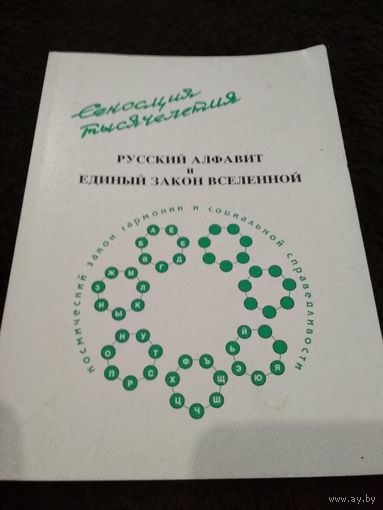 Сенсация
тысячелетия
РУССКИЙ АЛФАВИТ
и
ЕДИНЫЙ ЗАКОН ВСЕЛЕННОЙ
космический закон гармонии и социальной справедливости
А Б В Г Д Е Ё
Ж З И Ы К Л М
Н О П Р С Т У
Ф Х Ц Ч Ш Щ Ъ
Й Ь Э Ю Я
www.ay.by